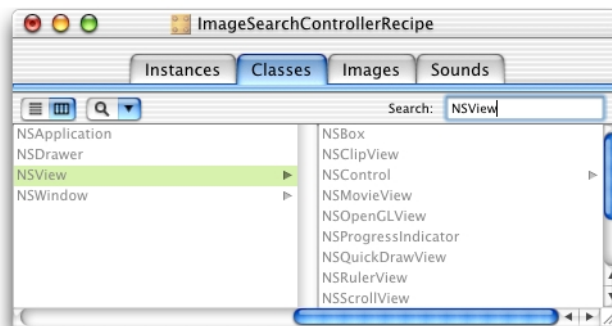 ImageSearchControllerRecipe
Instances Classes Images Sounds
Search: NSView
NSApplication
NSDrawer
NSView
NSWindow
NSBox
NSClipView
NSControl
NSMovieView
NSOpenGLView
NSProgressIndicator
NSQuickDrawView
NSRulerView
NSScrollView